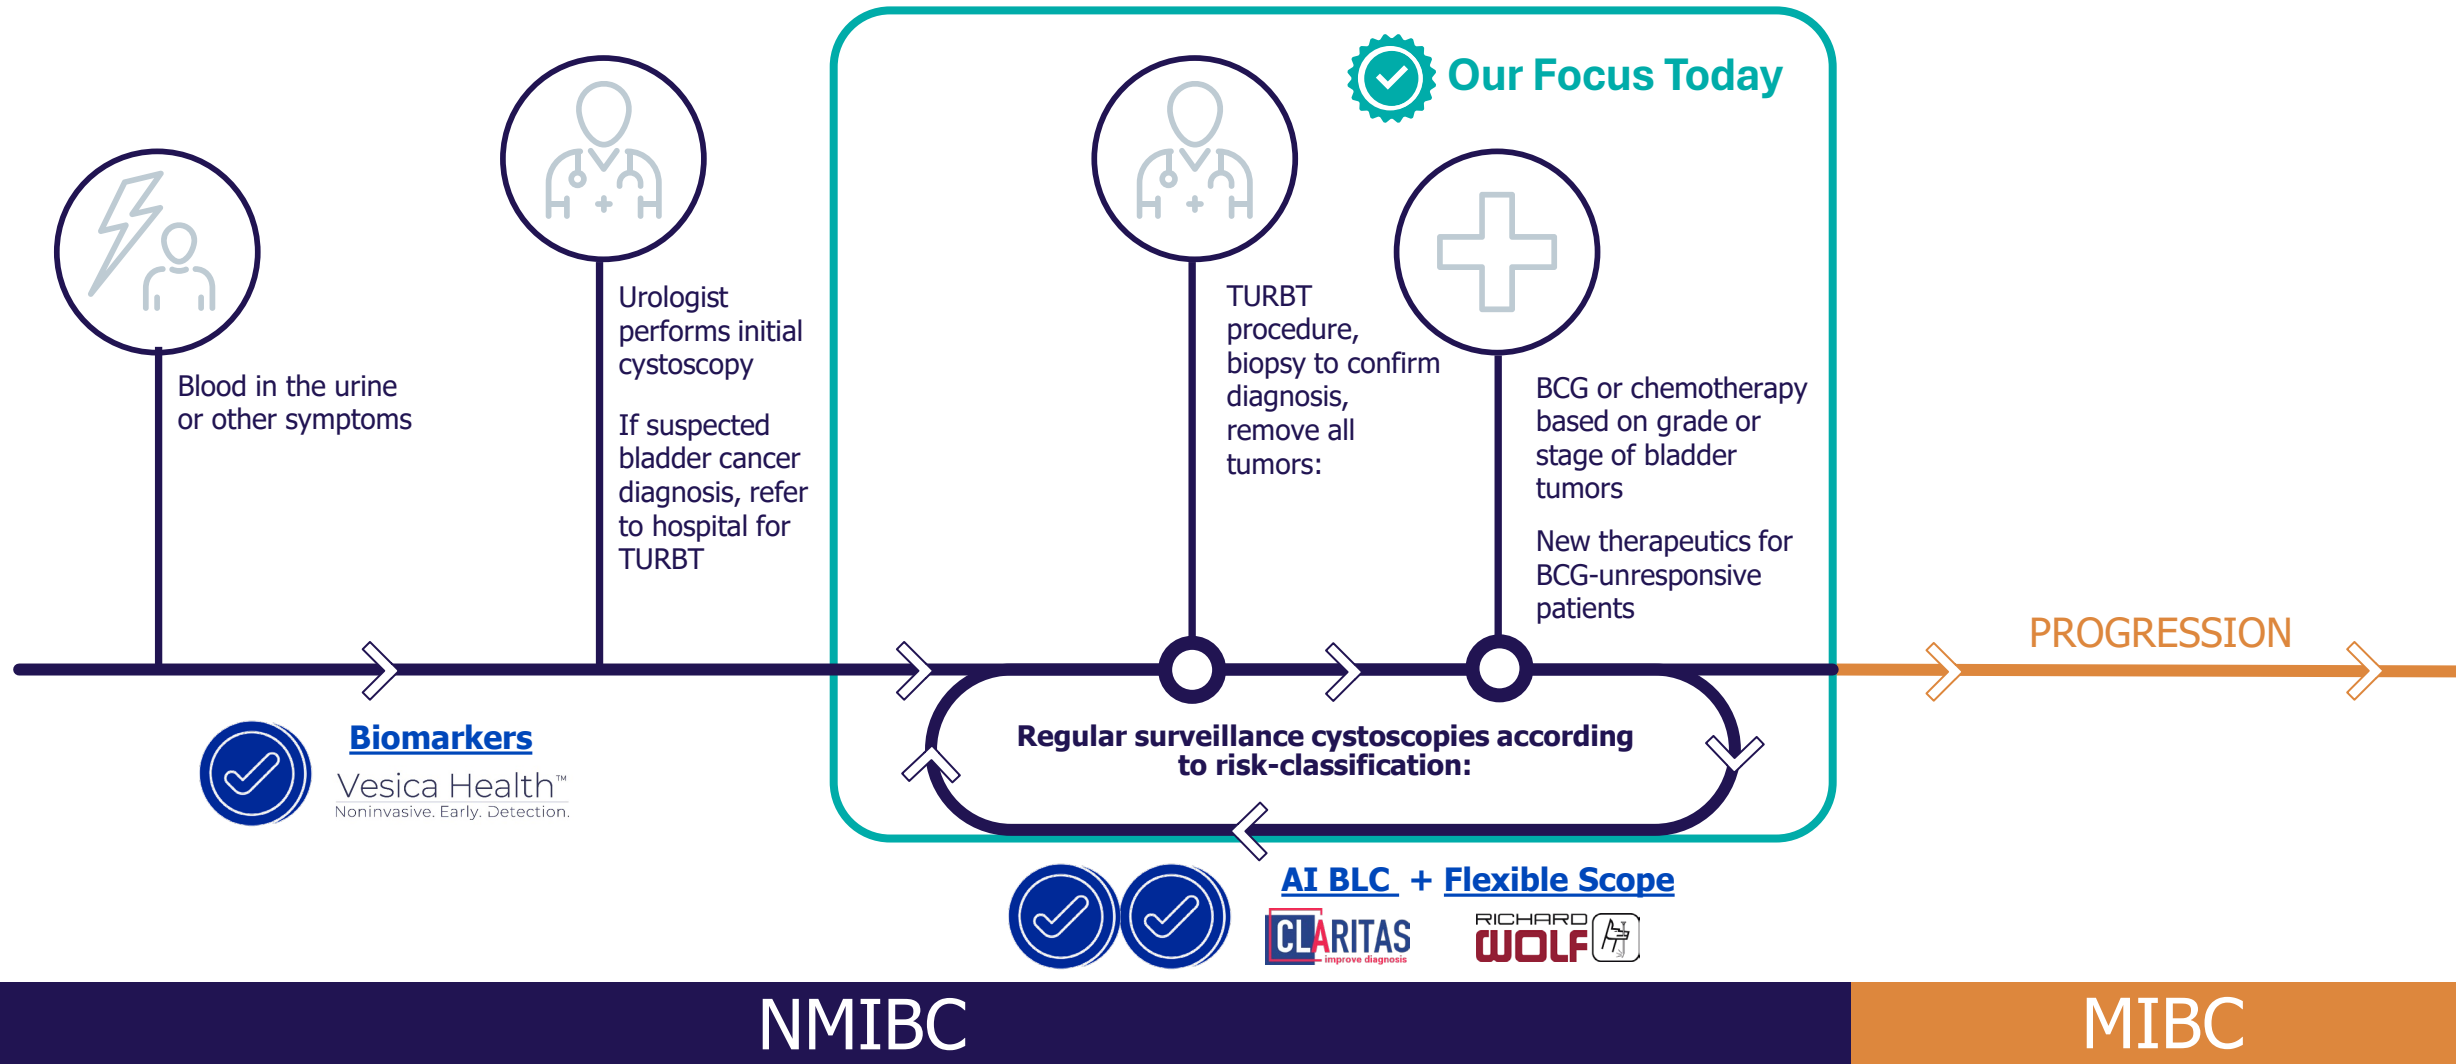 Our Focus Today
Blood in the urine
or other symptoms
Urologist
performs initial
cystoscopy
If suspected
bladder cancer
diagnosis, refer
to hospital for
TURBT
TURBT
procedure,
biopsy to confirm
diagnosis,
remove all
tumors:
BCG or chemotherapy
based on grade or
stage of bladder
tumors
New therapeutics for
BCG-unresponsive
patients
PROGRESSION
Biomarkers
Vesica Health™
Noninvasive. Early. Detection.
Regular surveillance cystoscopies according
to risk-classification:
AI BLC + Flexible Scope
CLARITAS
improve diagnosis
RICHARD
WOLF
NMIBC
MIBC